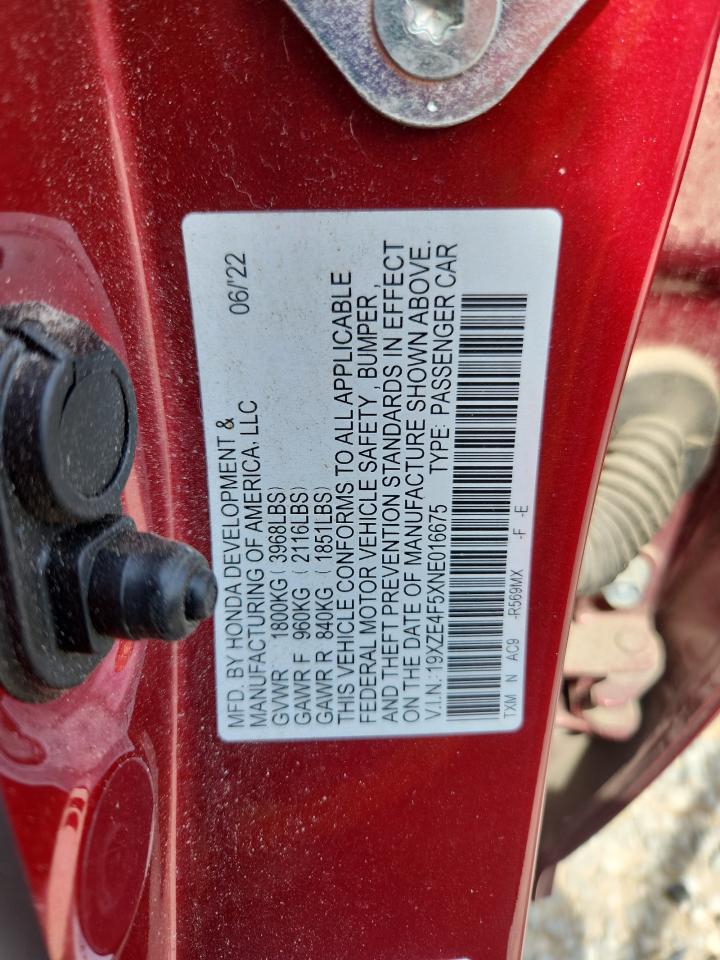 MFD. BY HONDA DEVELOPMENT & 06/'22
MANUFACTURING OF AMERICA, LLC
GVWR 1800KG (3968LBS)
GAWR F 960KG (2116LBS)
GAWR R 840KG (1851LBS)
THIS VEHICLE CONFORMS TO ALL APPLICABLE
FEDERAL MOTOR VEHICLE SAFETY, BUMPER,
AND THEFT PREVENTION STANDARDS IN EFFECT
ON THE DATE OF MANUFACTURE SHOWN ABOVE.
V.I.N.: 19XZE4F5XNE016675 TYPE: PASSENGER CAR
TXM N AC9 -R569MX -F -E